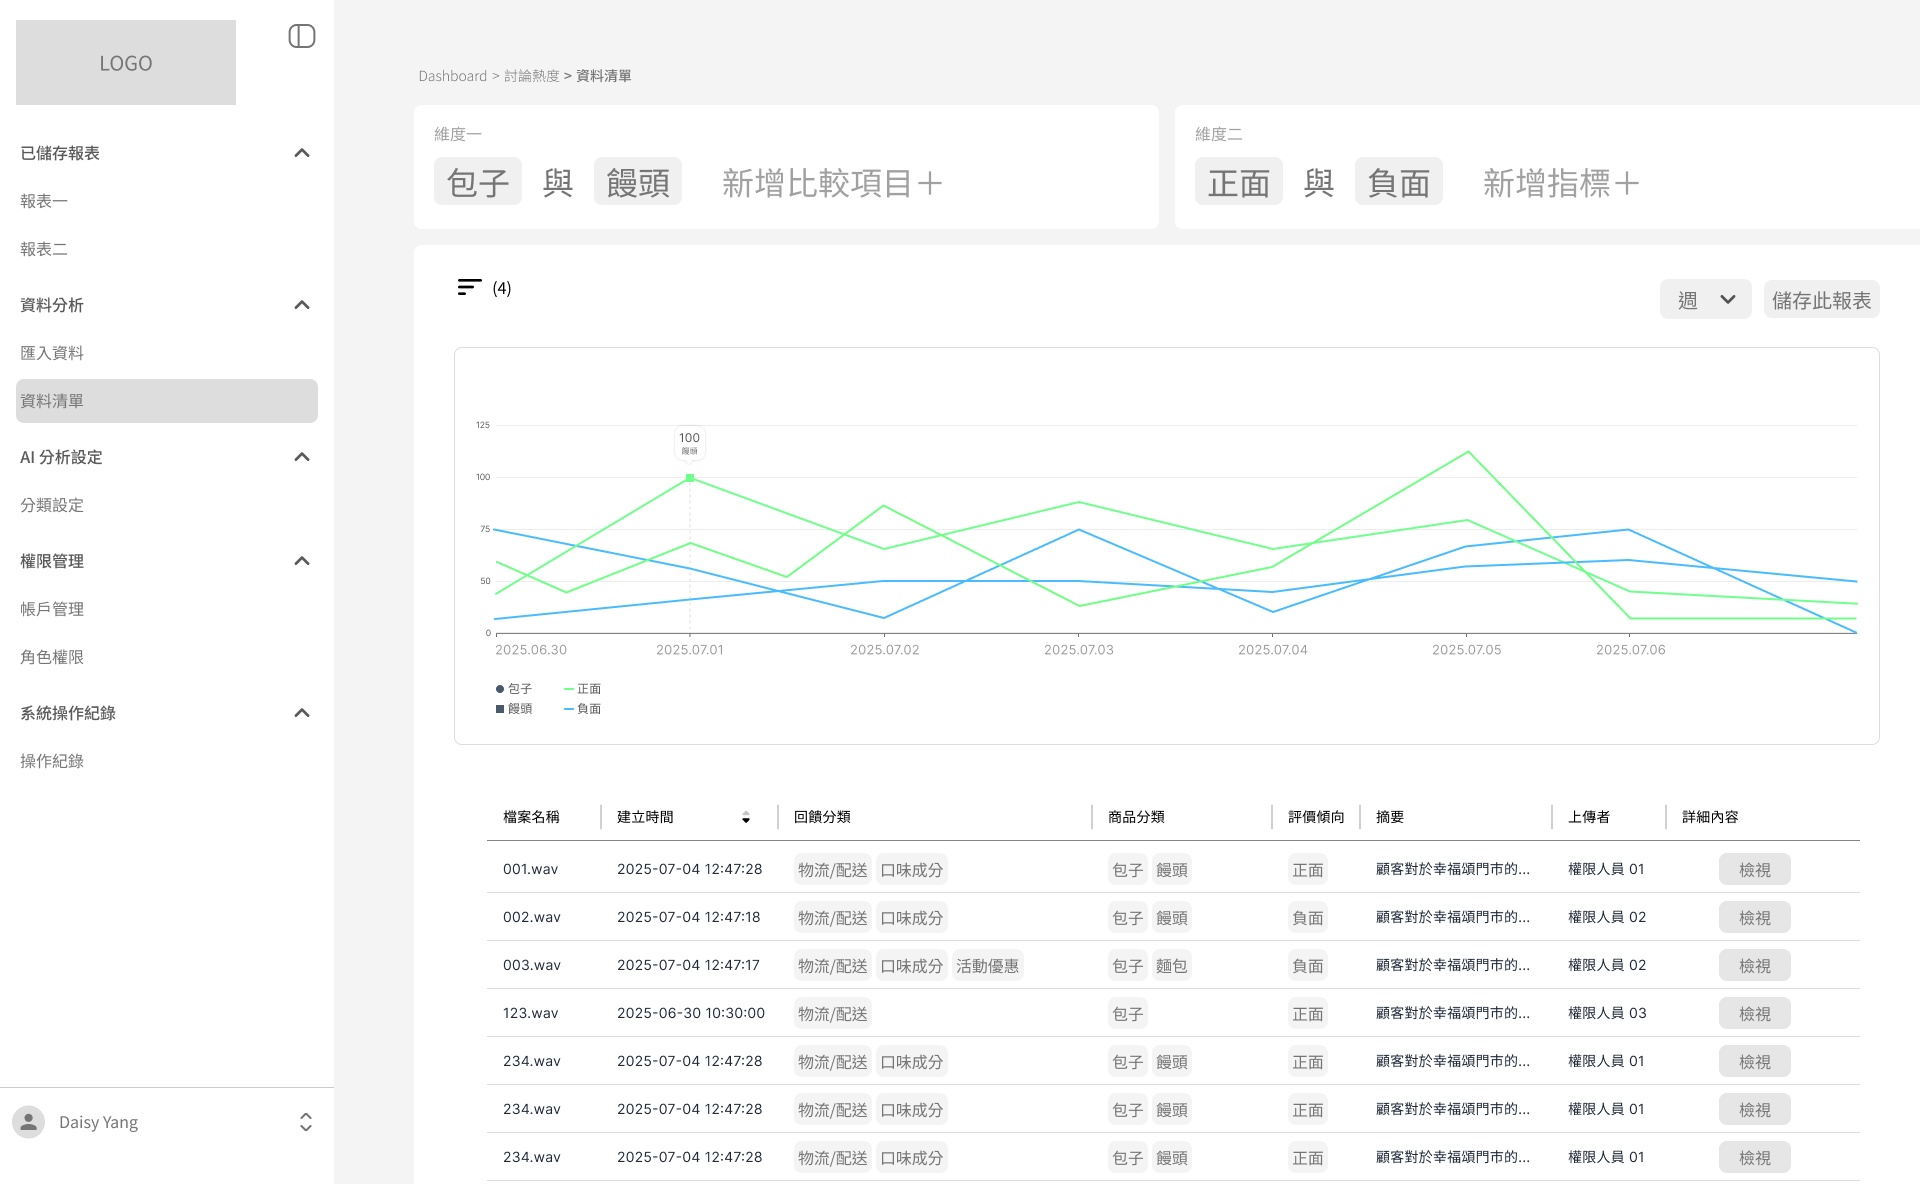 LOGO
已儲存報表
報表一
報表二
資料分析
匯入資料
資料清單
AI 分析設定
分類設定
權限管理
帳戶管理
角色權限
系統操作紀錄
操作紀錄
Daisy Yang
Dashboard > 討論熱度 > 資料清單
維度一
包子 與 饅頭 新增比較項目＋
維度二
正面 與 負面 新增指標＋
(4)
週
儲存此報表
125
100
75
50
0
100
饅頭
2025.06.30 2025.07.01 2025.07.02 2025.07.03 2025.07.04 2025.07.05 2025.07.06
包子 正面
饅頭 負面
檔案名稱 建立時間 回饋分類 商品分類 評價傾向 摘要 上傳者 詳細內容
001.wav 2025-07-04 12:47:28 物流/配送 口味成分 包子 饅頭 正面 顧客對於幸福頌門市的... 權限人員 01 檢視
002.wav 2025-07-04 12:47:18 物流/配送 口味成分 包子 饅頭 負面 顧客對於幸福頌門市的... 權限人員 02 檢視
003.wav 2025-07-04 12:47:17 物流/配送 口味成分 活動優惠 包子 麵包 負面 顧客對於幸福頌門市的... 權限人員 02 檢視
123.wav 2025-06-30 10:30:00 物流/配送 包子 正面 顧客對於幸福頌門市的... 權限人員 03 檢視
234.wav 2025-07-04 12:47:28 物流/配送 口味成分 包子 饅頭 正面 顧客對於幸福頌門市的... 權限人員 01 檢視
234.wav 2025-07-04 12:47:28 物流/配送 口味成分 包子 饅頭 正面 顧客對於幸福頌門市的... 權限人員 01 檢視
234.wav 2025-07-04 12:47:28 物流/配送 口味成分 包子 饅頭 正面 顧客對於幸福頌門市的... 權限人員 01 檢視